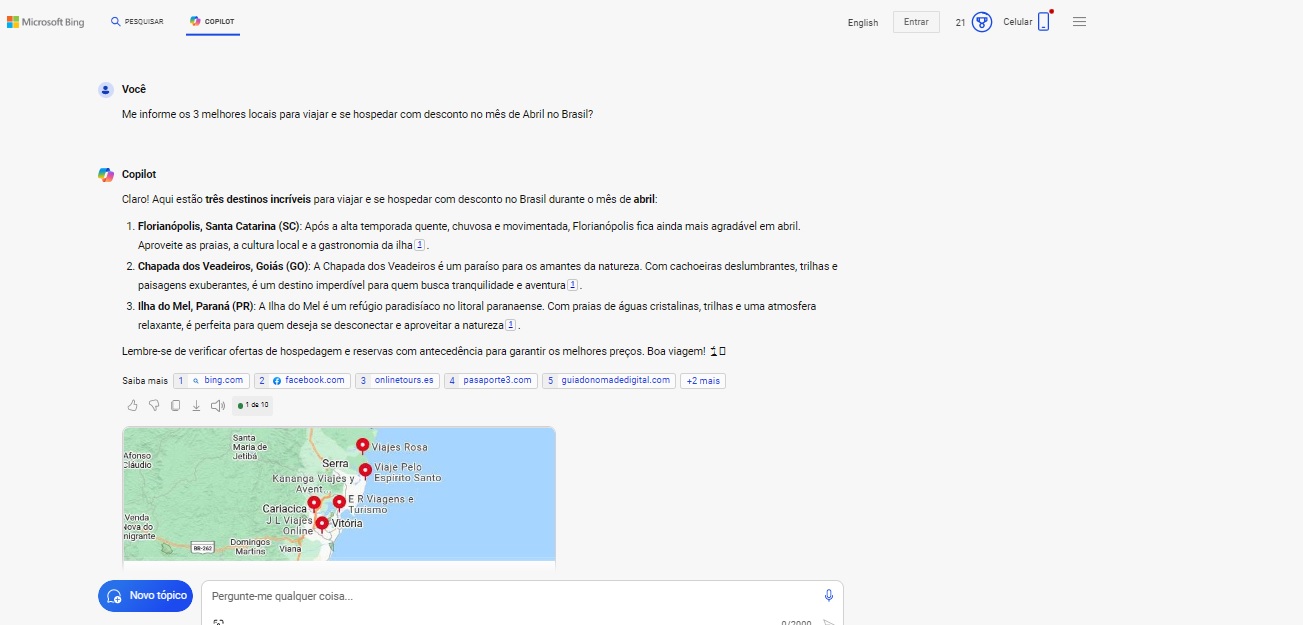 Microsoft Bing
PESQUISAR
COPILOT
English
Entrar
21
Celular
Você
Me informe os 3 melhores locais para viajar e se hospedar com desconto no mês de Abril no Brasil?
Copilot
Claro! Aqui estão três destinos incríveis para viajar e se hospedar com desconto no Brasil durante o mês de abril:
1. Florianópolis, Santa Catarina (SC): Após a alta temporada quente, chuvosa e movimentada, Florianópolis fica ainda mais agradável em abril.
Aproveite as praias, a cultura local e a gastronomia da ilha 1 .
2. Chapada dos Veadeiros, Goiás (GO): A Chapada dos Veadeiros é um paraíso para os amantes da natureza. Com cachoeiras deslumbrantes, trilhas e
paisagens exuberantes, é um destino imperdível para quem busca tranquilidade e aventura 1 .
3. Ilha do Mel, Paraná (PR): A Ilha do Mel é um refúgio paradisíaco no litoral paranaense. Com praias de águas cristalinas, trilhas e uma atmosfera
relaxante, é perfeita para quem deseja se desconectar e aproveitar a natureza 1 .
Lembre-se de verificar ofertas de hospedagem e reservas com antecedência para garantir os melhores preços. Boa viagem!
Saiba mais 1 bing.com 2 facebook.com 3 onlinetours.es 4 pasaporte3.com 5 guiadonomadedigital.com +2 mais
1 de 10
Santa
Maria de
Jetibá
Viajes Rosa
Afonso
Cláudio
Serra
Viaje Pelo
Espirito Santo
Kananga Viajes y
Avent...
E R Viagens e
Turismo
Cariacica
J L Viajes
Online
Vitória
Venda
Nova do
nigrante
BR-262
Domingos
Martins
Viana
Novo tópico
Pergunte-me qualquer coisa...
0/2000